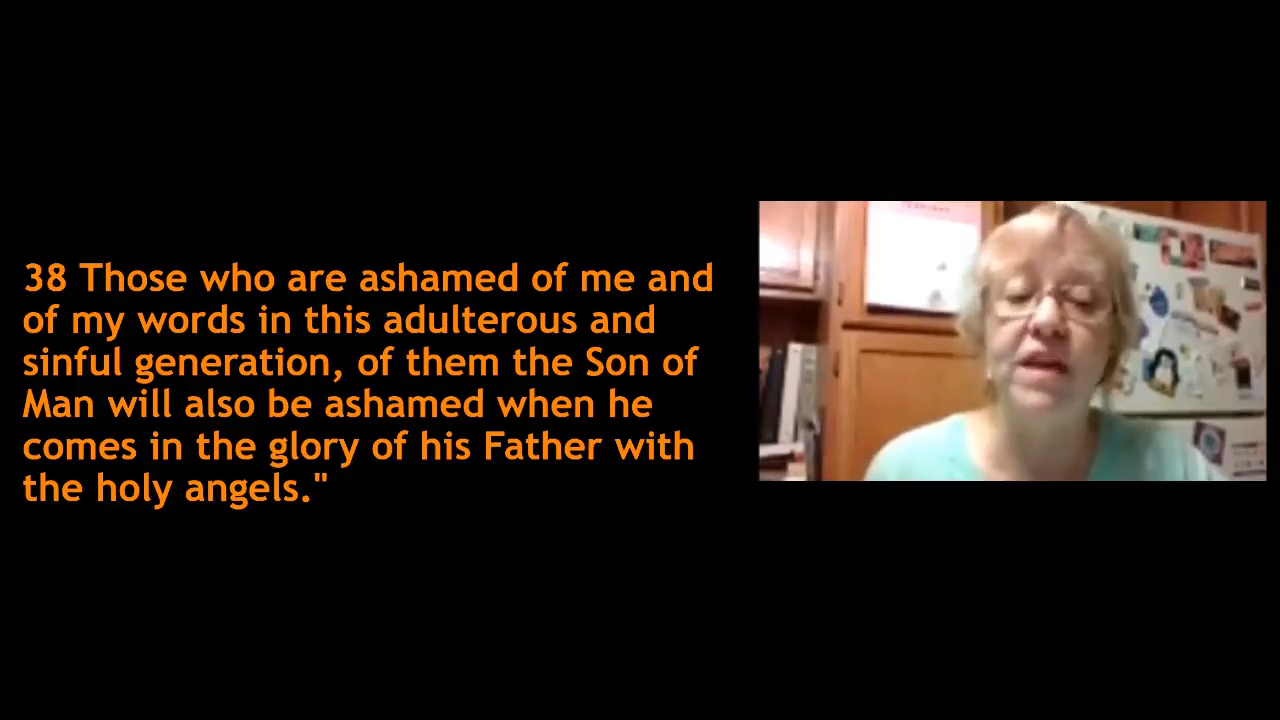 38 Those who are ashamed of me and
of my words in this adulterous and
sinful generation, of them the Son of
Man will also be ashamed when he
comes in the glory of his Father with
the holy angels."